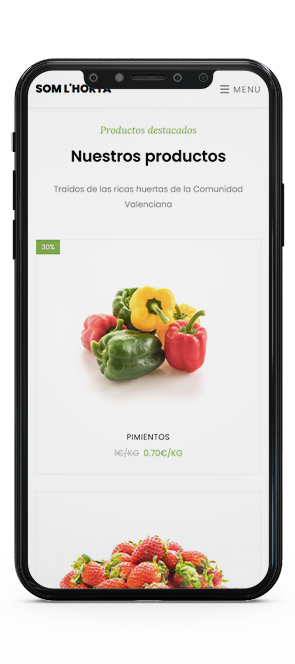 SOM L'HORTA
MENU
Productos destacados
Nuestros productos
Traídos de las ricas huertas de la Comunidad
Valenciana
30%
PIMIENTOS
1€/KG 0.70€/KG